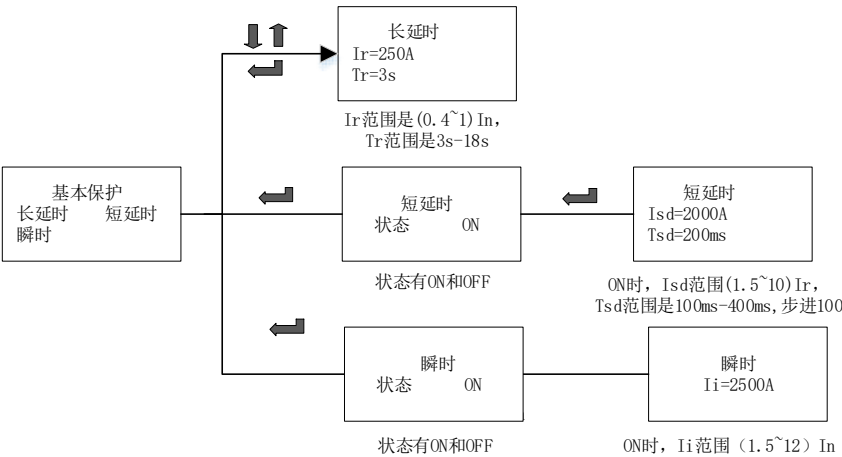 长延时
Ir=250A
Tr=3s
Ir范围是(0.4~1)In,
Tr范围是3s-18s
基本保护
长延时 短延时
瞬时
短延时
状态 ON
状态有ON和OFF
短延时
Isd=2000A
Tsd=200ms
ON时，Isd范围(1.5~10)Ir，
Tsd范围是100ms-400ms,步进100
瞬时
状态 ON
状态有ON和OFF
瞬时
Ii=2500A
ON时，Ii范围（1.5~12）In